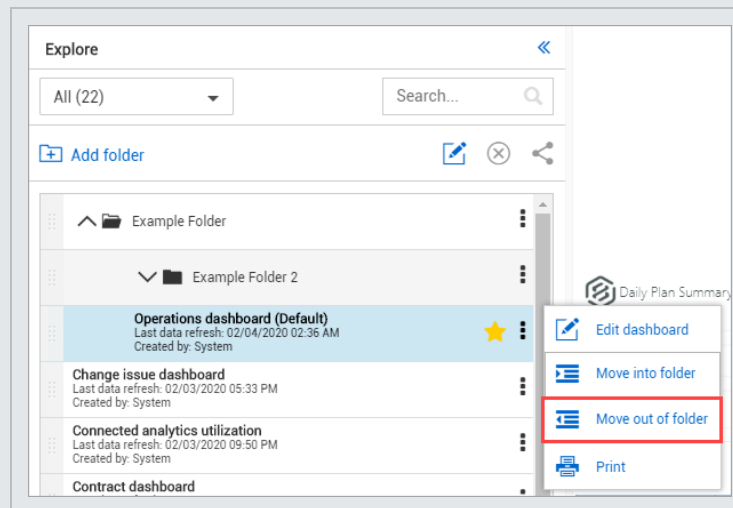 Explore
All (22)
Search...
Add folder
Example Folder
Example Folder 2
Operations dashboard (Default)
Last data refresh: 02/04/2020 02:36 AM
Created by: System
Change issue dashboard
Last data refresh: 02/03/2020 05:33 PM
Created by: System
Connected analytics utilization
Last data refresh: 02/03/2020 09:50 PM
Created by: System
Contract dashboard
Daily Plan Summary
Edit dashboard
Move into folder
Move out of folder
Print